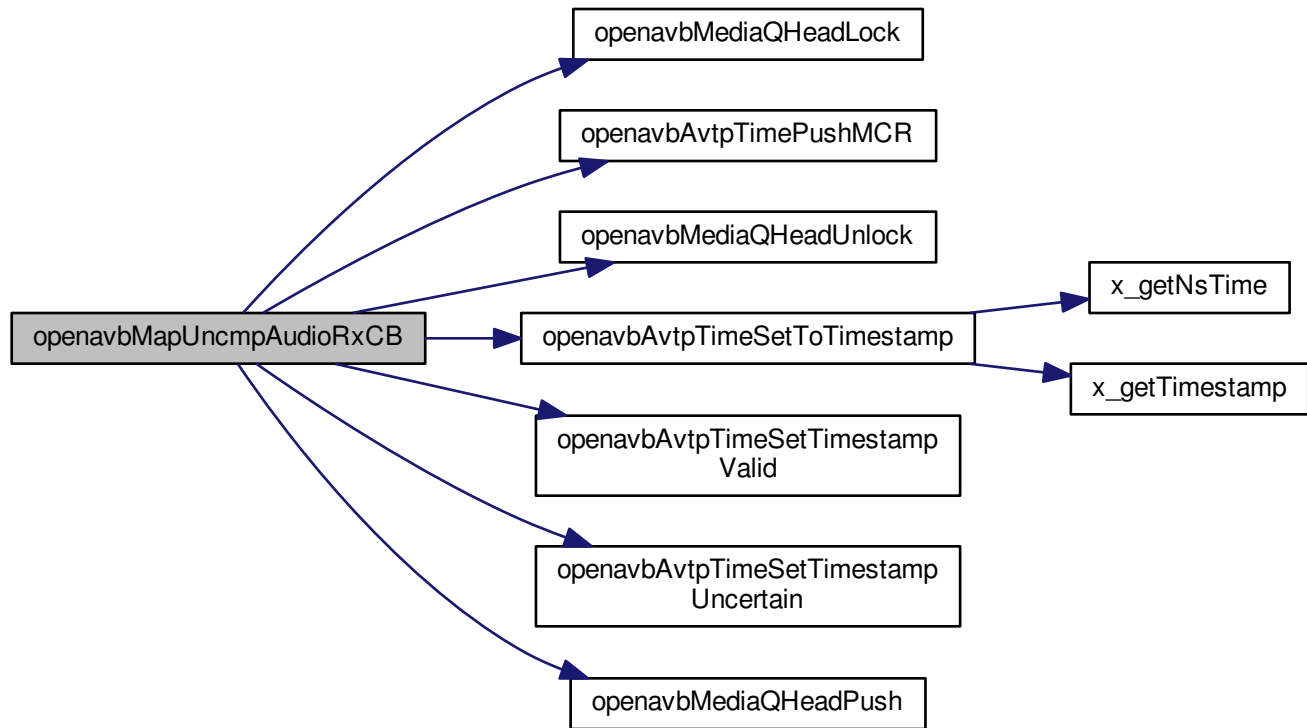 openavbMediaQHeadLock
openavbAvtpTimePushMCR
openavbMediaQHeadUnlock
x_getNsTime
openavbMapUncmpAudioRxCB
openavbAvtpTimeSetToTimestamp
x_getTimestamp
openavbAvtpTimeSetTimestamp
Valid
openavbAvtpTimeSetTimestamp
Uncertain
openavbMediaQHeadPush